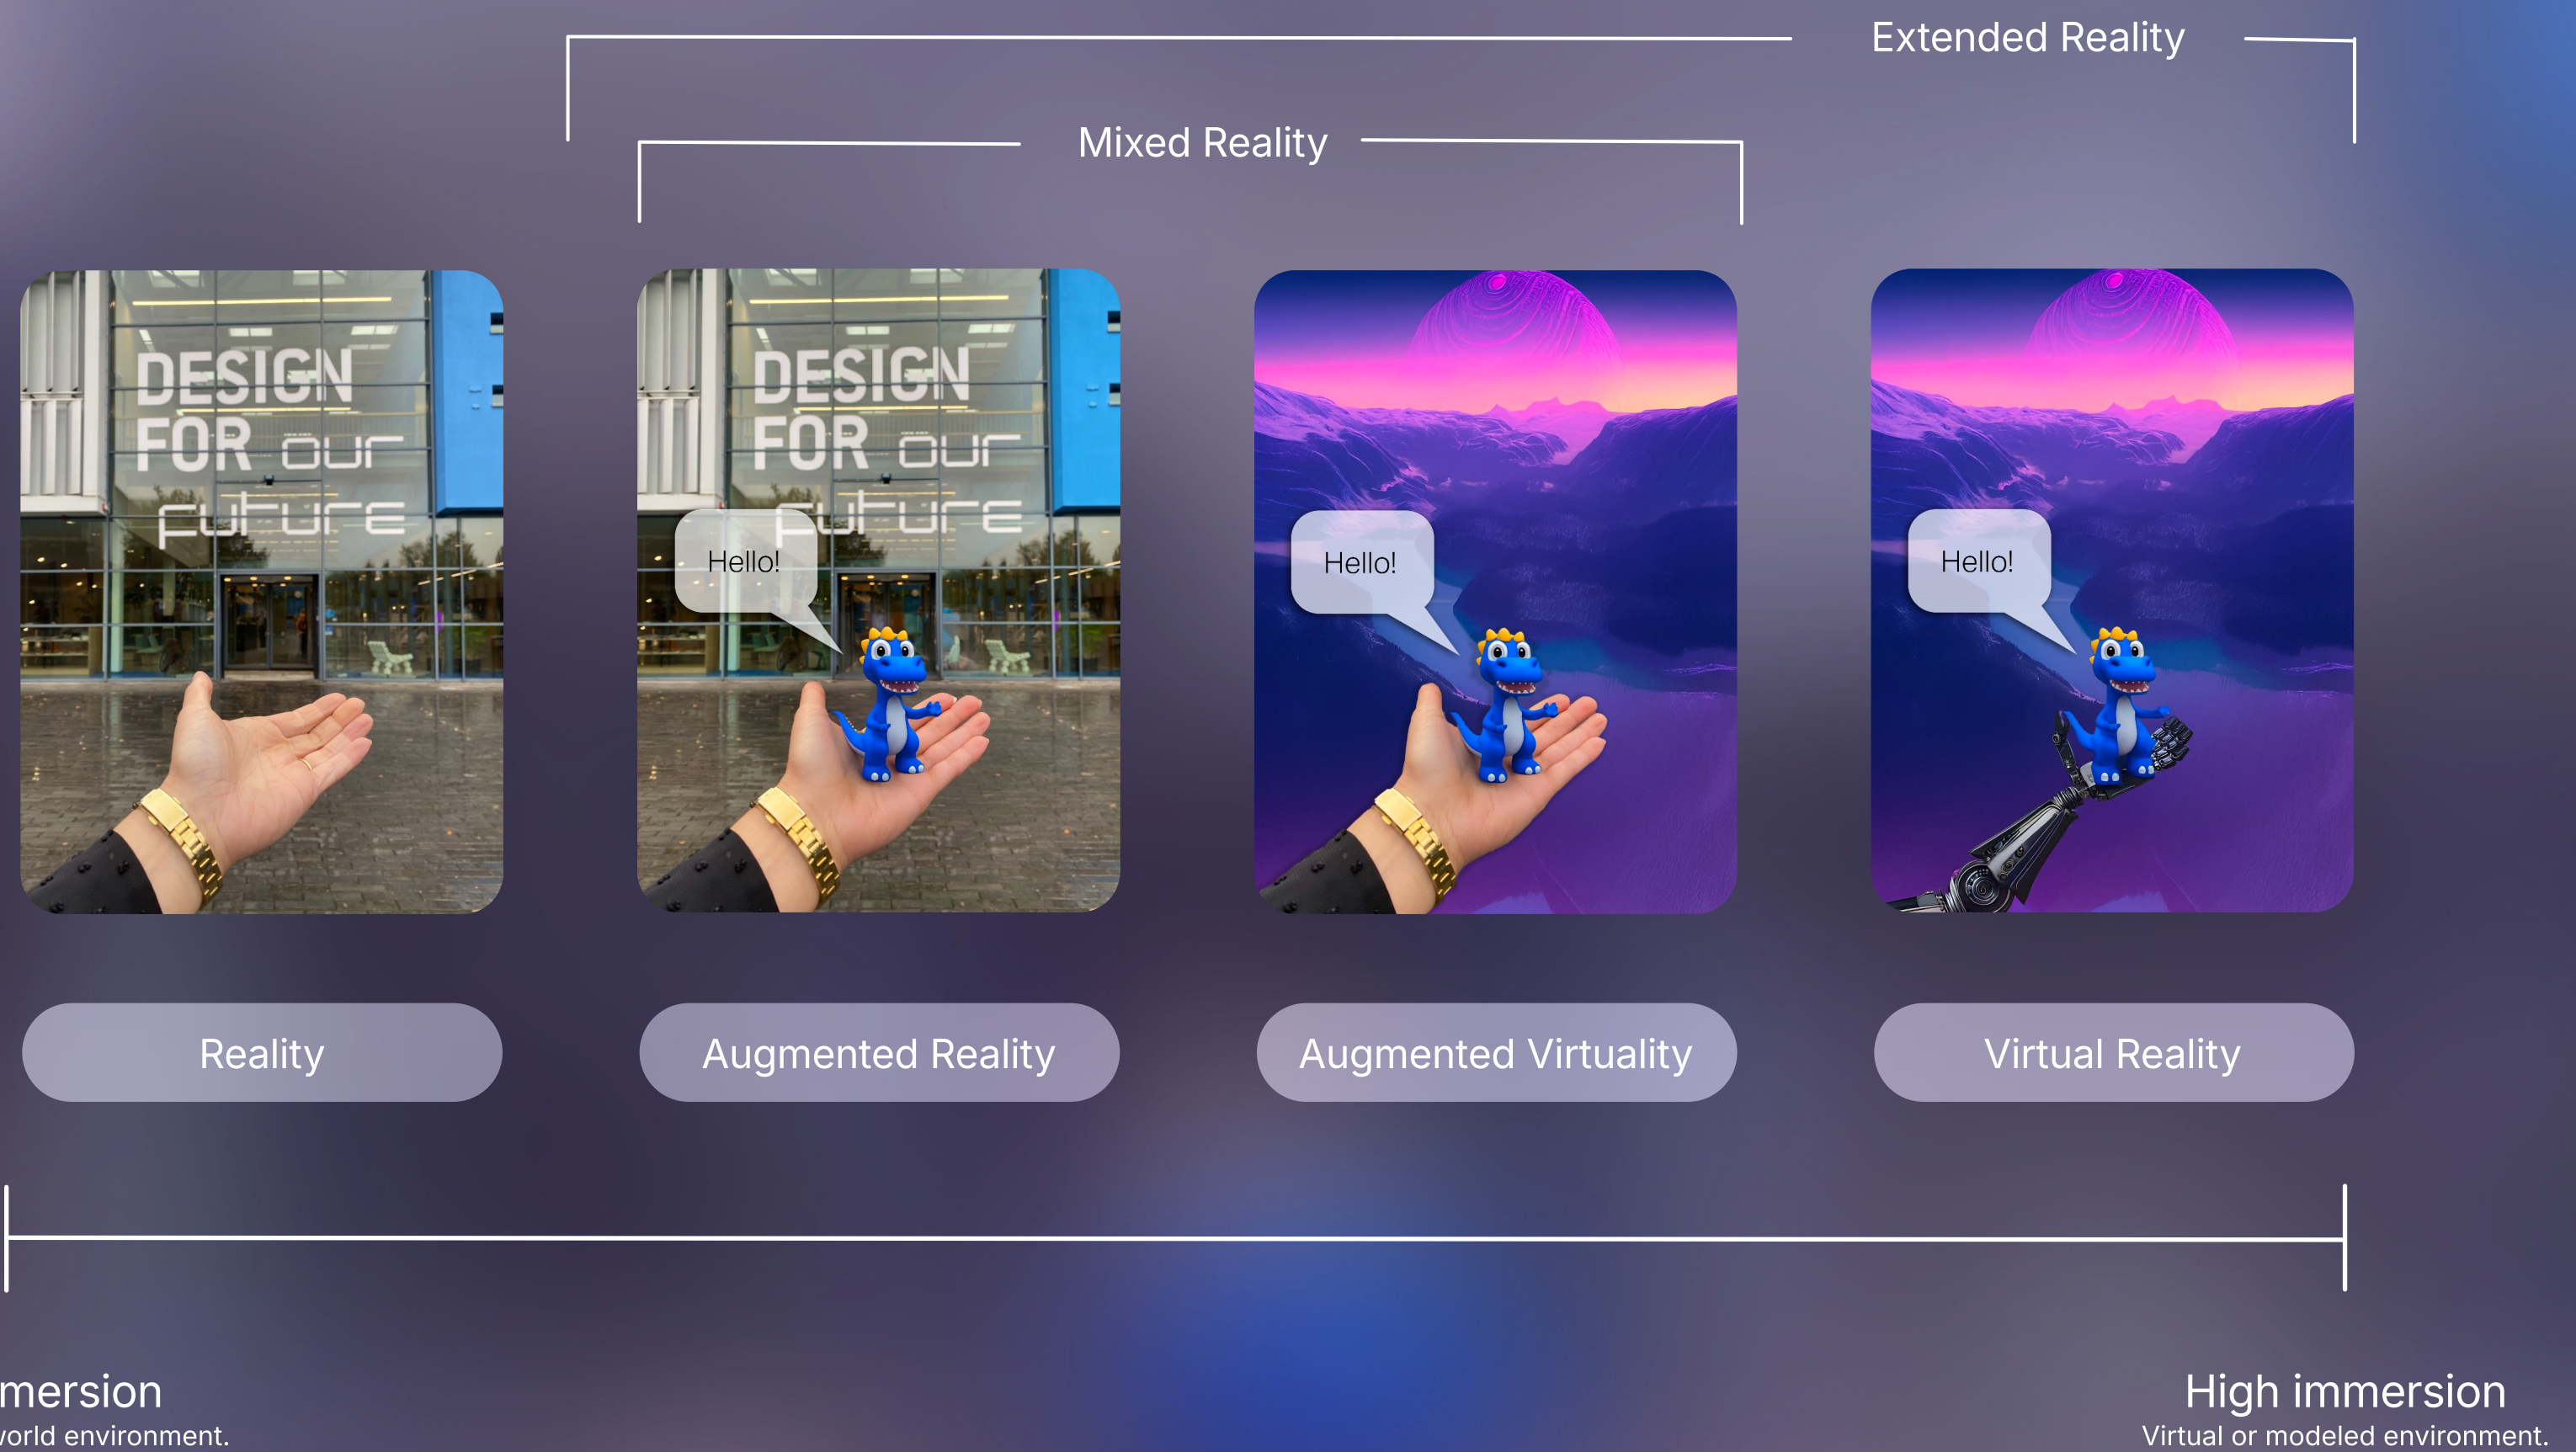 Extended Reality
Mixed Reality
DESIGN
FOR our
future
DESIGN
FOR our
future
Hello!
Hello!
Hello!
Reality
Augmented Reality
Augmented Virtuality
Virtual Reality
mersion
world environment.
High immersion
Virtual or modeled environment.